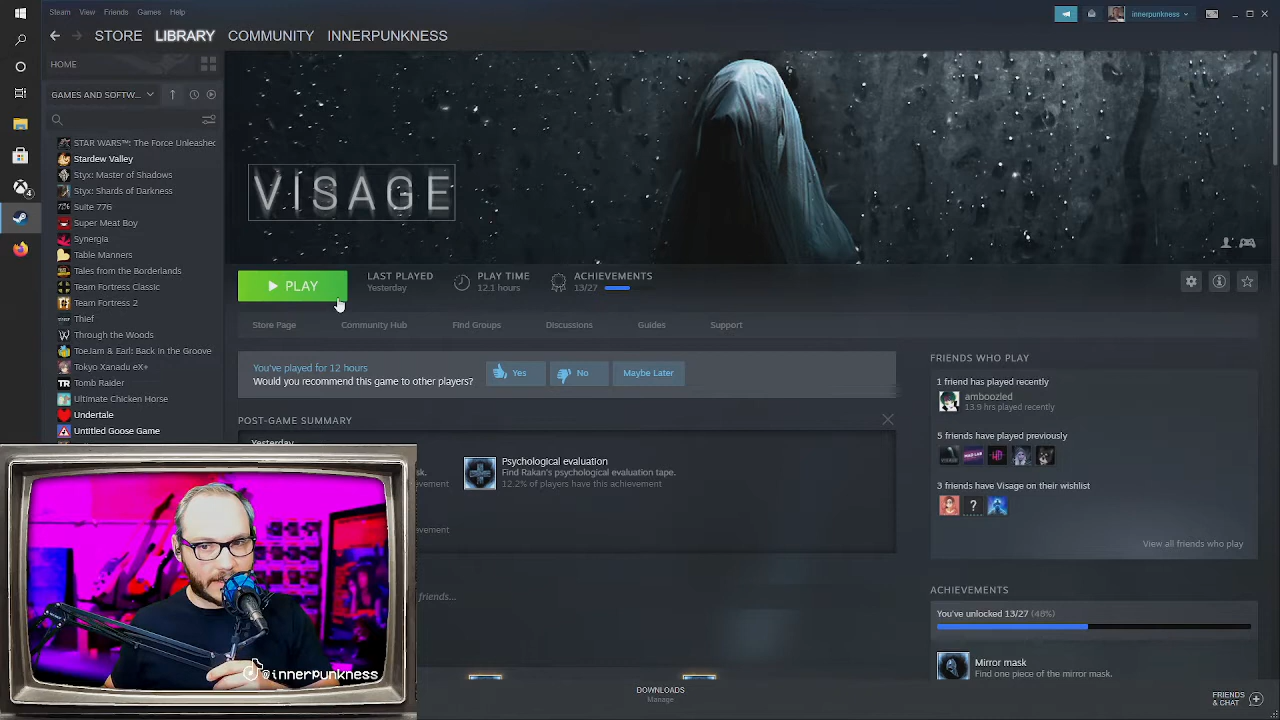 Steam View Friends Games Help
innerpunkness
STORE LIBRARY COMMUNITY INNERPUNKNESS
HOME
GAMES AND SOFTW...
STAR WARS™: The Force Unleashed
Stardew Valley
Styx: Master of Shadows
Styx: Shards of Darkness
Suite 776
Super Meat Boy
Synergia
Table Manners
Tales from the Borderlands
Team Fortress Classic
Team Fortress 2
Thief
Through the Woods
ToeJam & Earl: Back in the Groove
Tokyo Xanadu eX+
TR Tomb Raider
Ultimate Chicken Horse
Undertale
Untitled Goose Game
4
VISAGE
PLAY
LAST PLAYED
Yesterday
PLAY TIME
12.1 hours
ACHIEVEMENTS
13/27
Store Page Community Hub Find Groups Discussions Guides Support
You've played for 12 hours
Would you recommend this game to other players?
Yes No Maybe Later
POST-GAME SUMMARY
Yesterday
Psychological evaluation
Find Rakan's psychological evaluation tape.
12.2% of players have this achievement
friends...
FRIENDS WHO PLAY
1 friend has played recently
amboozled
13.9 hrs played recently
5 friends have played previously
3 friends have Visage on their wishlist
?
View all friends who play
ACHIEVEMENTS
You've unlocked 13/27 (48%)
Mirror mask
Find one piece of the mirror mask.
@innerpunkness
DOWNLOADS
Manage
FRIENDS
& CHAT